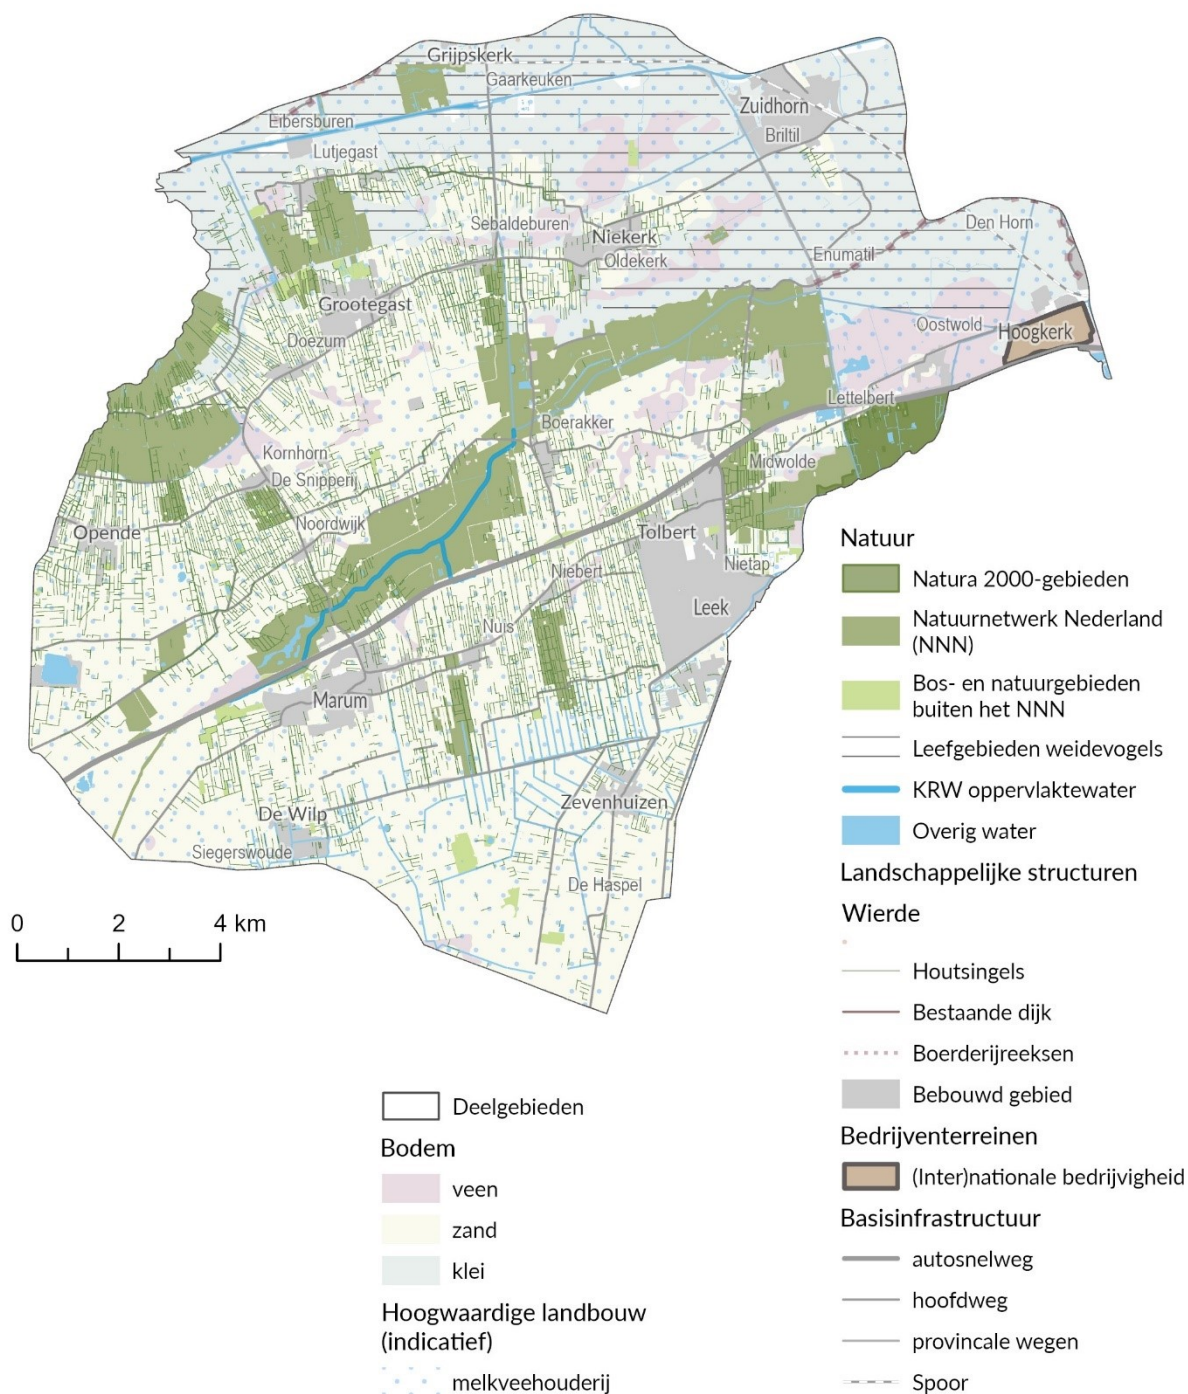 Grijpskerk
Gaarkeuken
Zuidhorn
Eibersburen
Briltil
Lutjegast
Den Horn
Sebaldeburen
Niekerk
Oldekerk
Enumatil
Grootegast
Oostwold
Hoogkerk
Doezum
Lettelbert
Boerakker
Kornhorn
Midwolde
De Snipperij
Noordwijk
Opende
Tolbert
Niebert
Nietap
Leek
Nuis
Marum
Zevenhuizen
De Wilp
Siegerswoude
De Haspel
0 2 4 km
Deelgebieden
Bodem
veen
zand
klei
Hoogwaardige landbouw
(indicatief)
melkveehouderij
Natuur
Natura 2000-gebieden
Natuurnetwerk Nederland
(NNN)
Bos- en natuurgebieden
buiten het NNN
Leefgebieden weidevogels
KRW oppervlaktewater
Overig water
Landschappelijke structuren
Wierde
Houtsingels
Bestaande dijk
Boerderijreeksen
Bebouwd gebied
Bedrijventerreinen
(Inter)nationale bedrijvigheid
Basisinfrastructuur
autosnelweg
hoofdweg
provincale wegen
Spoor